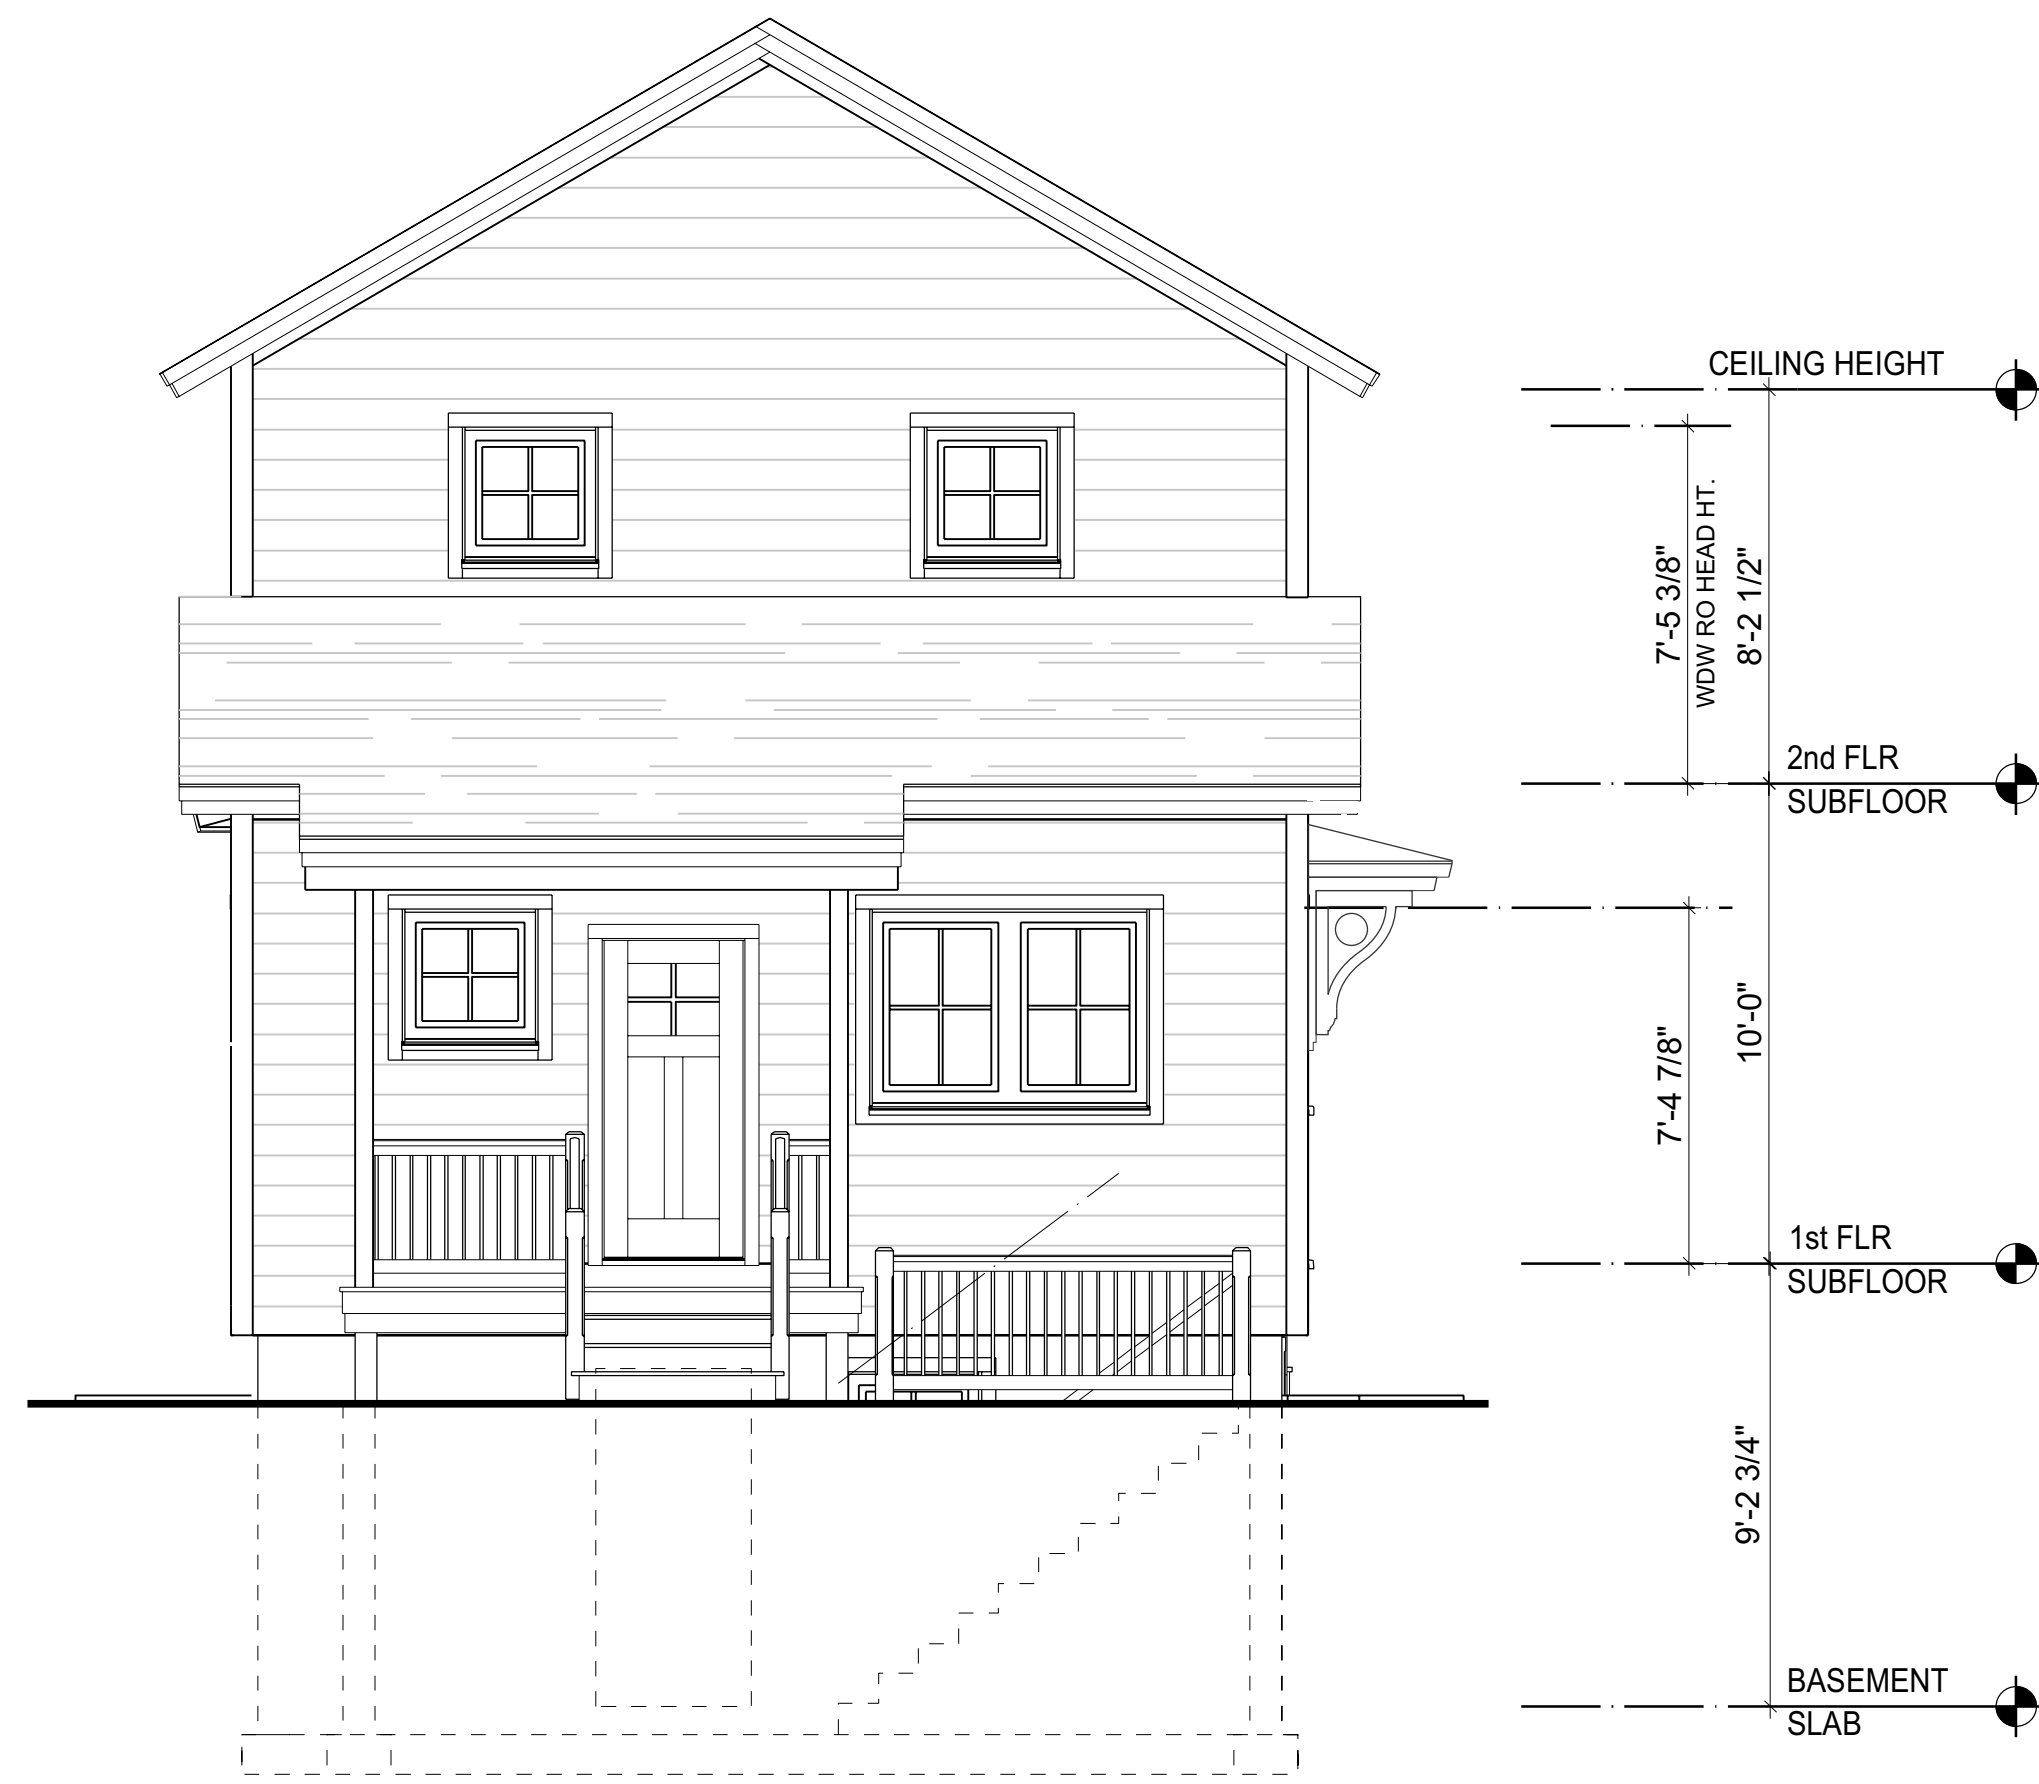 CEILING HEIGHT
7'-5 3/8"
WDW RO HEAD HT.
8'-2 1/2"
2nd FLR
SUBFLOOR
7'-4 7/8"
10'-0"
1st FLR
SUBFLOOR
9'-2 3/4"
BASEMENT
SLAB